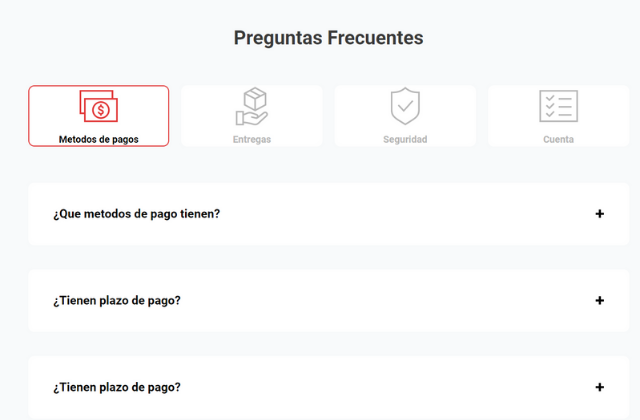 Preguntas Frecuentes
Metodos de pagos
Entregas
Seguridad
Cuenta
¿Que metodos de pago tienen?
+
¿Tienen plazo de pago?
+
¿Tienen plazo de pago?
+